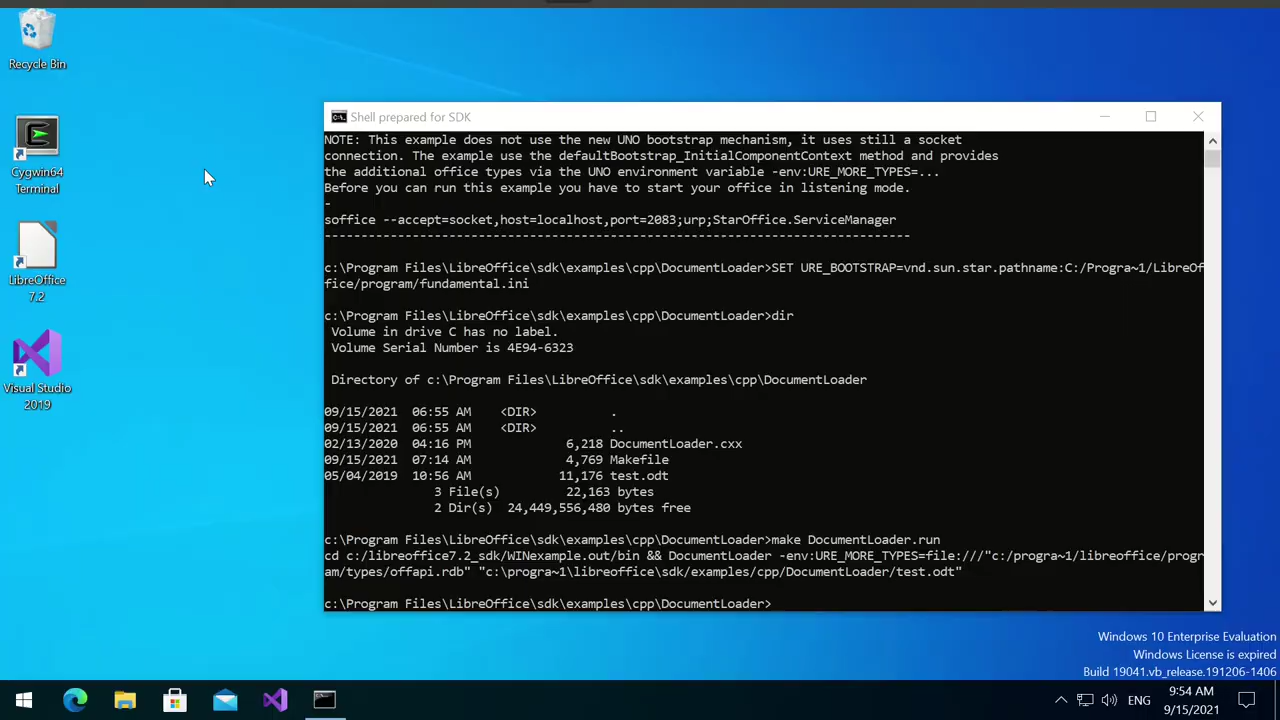 Recycle Bin
Cygwin64
Terminal
LibreOffice
7.2
Visual Studio
2019
Shell prepared for SDK
NOTE: This example does not use the new UNO bootstrap mechanism, it uses still a socket
connection. The example use the defaultBootstrap_InitialComponentContext method and provides
the additional office types via the UNO environment variable -env:URE_MORE_TYPES=...
Before you can run this example you have to start your office in listening mode.
-
soffice --accept=socket,host=localhost,port=2083;urp;StarOffice.ServiceManager
--------------------------------------------------------------------------------
c:\Program Files\LibreOffice\sdk\examples\cpp\DocumentLoader>SET URE_BOOTSTRAP=vnd.sun.star.pathname:C:/Progra~1/LibreOf
fice/program/fundamental.ini
c:\Program Files\LibreOffice\sdk\examples\cpp\DocumentLoader>dir
Volume in drive C has no label.
Volume Serial Number is 4E94-6323
Directory of c:\Program Files\LibreOffice\sdk\examples\cpp\DocumentLoader
09/15/2021  06:55 AM    <DIR>          .
09/15/2021  06:55 AM    <DIR>          ..
02/13/2020  04:16 PM             6,218 DocumentLoader.cxx
09/15/2021  07:14 AM             4,769 Makefile
05/04/2019  10:56 AM            11,176 test.odt
3 File(s)         22,163 bytes
2 Dir(s)  24,449,556,480 bytes free
c:\Program Files\LibreOffice\sdk\examples\cpp\DocumentLoader>make DocumentLoader.run
cd c:/libreoffice7.2_sdk/WINexample.out/bin && DocumentLoader -env:URE_MORE_TYPES=file:///"c:/progra~1/libreoffice/progr
am/types/offapi.rdb" "c:\progra~1\libreoffice\sdk/examples/cpp/DocumentLoader/test.odt"
c:\Program Files\LibreOffice\sdk\examples\cpp\DocumentLoader>
Windows 10 Enterprise Evaluation
Windows License is expired
Build 19041.vb_release.191206-1406
ENG
9:54 AM
9/15/2021